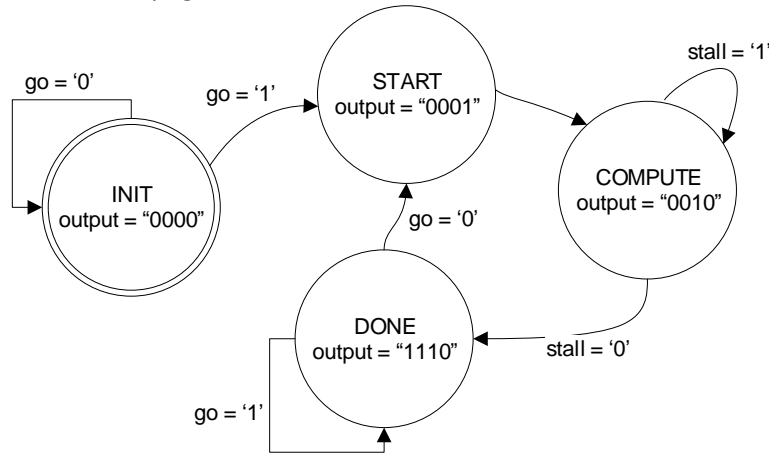 START
output = “0001”
stall = ‘1’
go = ‘0’
go = ‘1’
INIT
output = “0000”
COMPUTE
output = “0010”
go = ‘0’
DONE
output = “1110”
stall = ‘0’
go = ‘1’